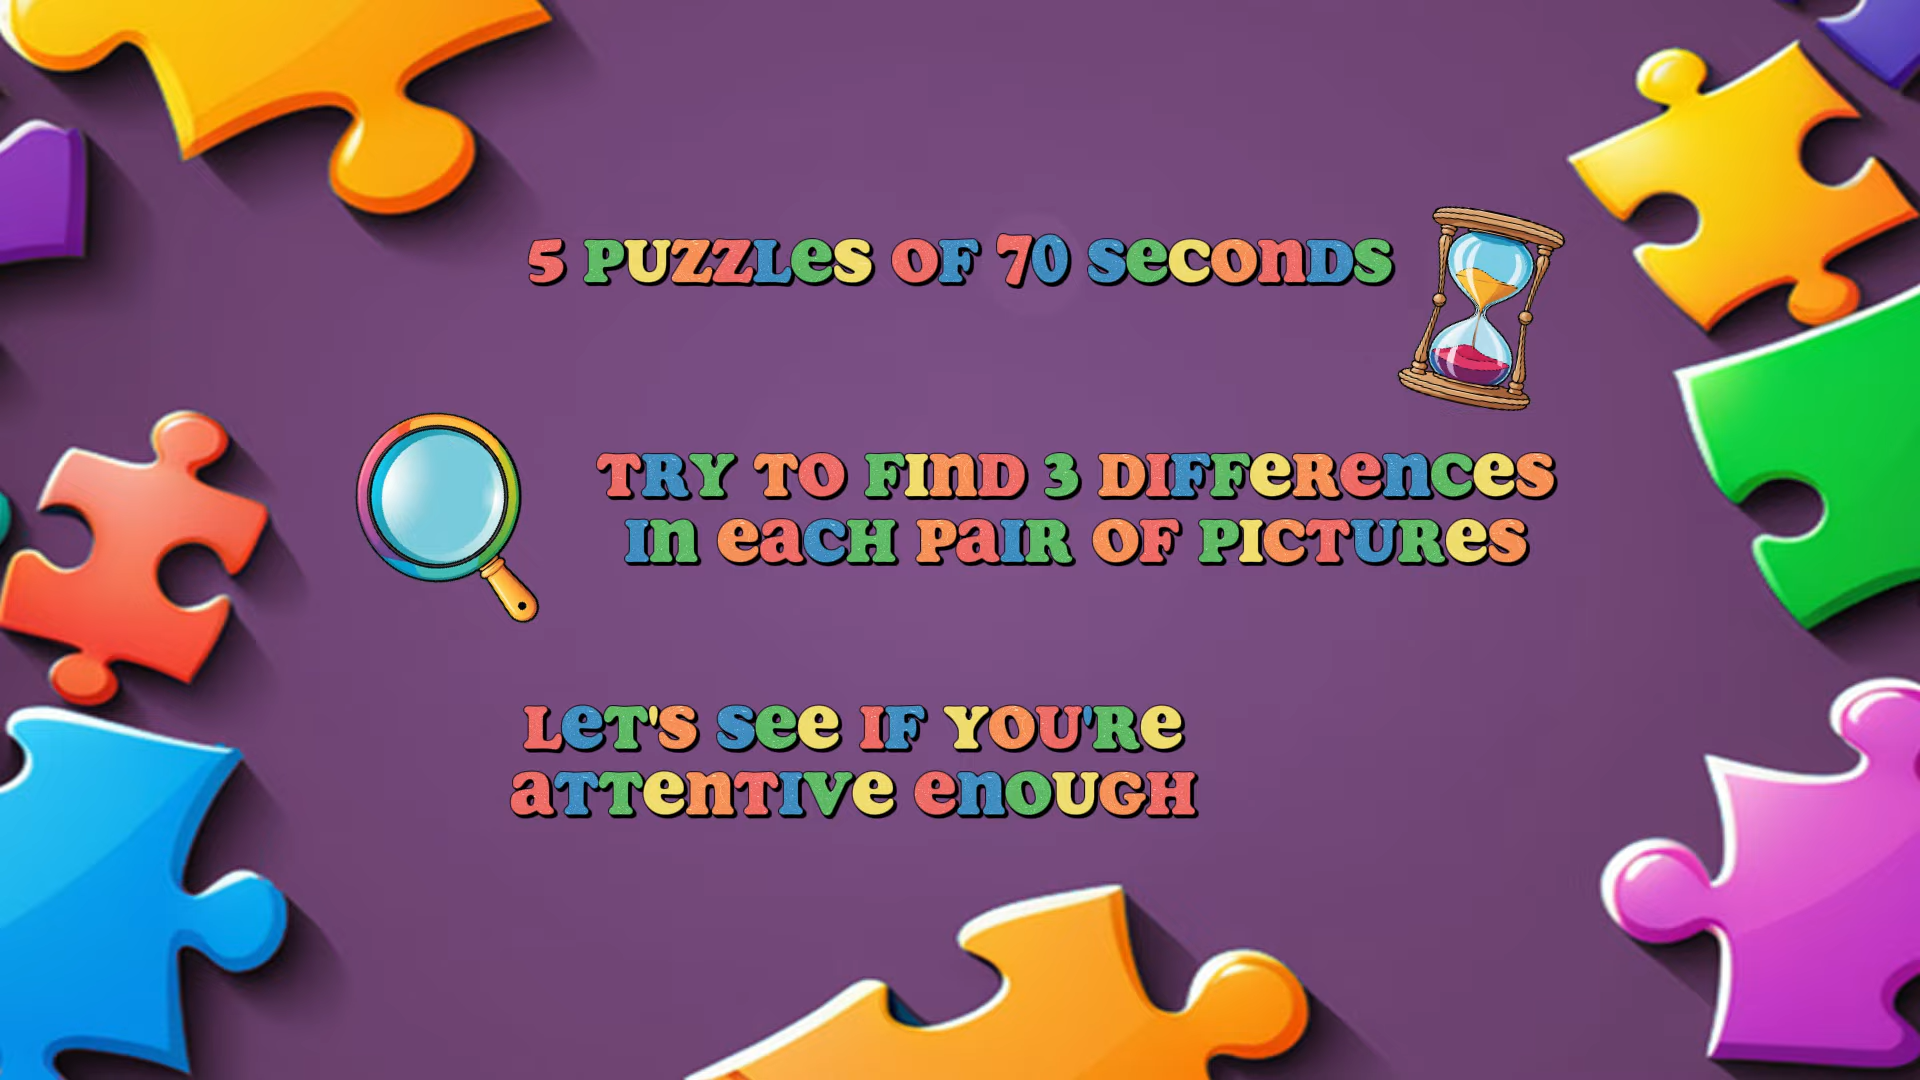 5 PUZZLES OF 70 SECONDS
TRY TO FIND 3 DIFFERENCES
IN EACH PAIR OF PICTURES
LET'S SEE IF YOU'RE
ATTENTIVE ENOUGH